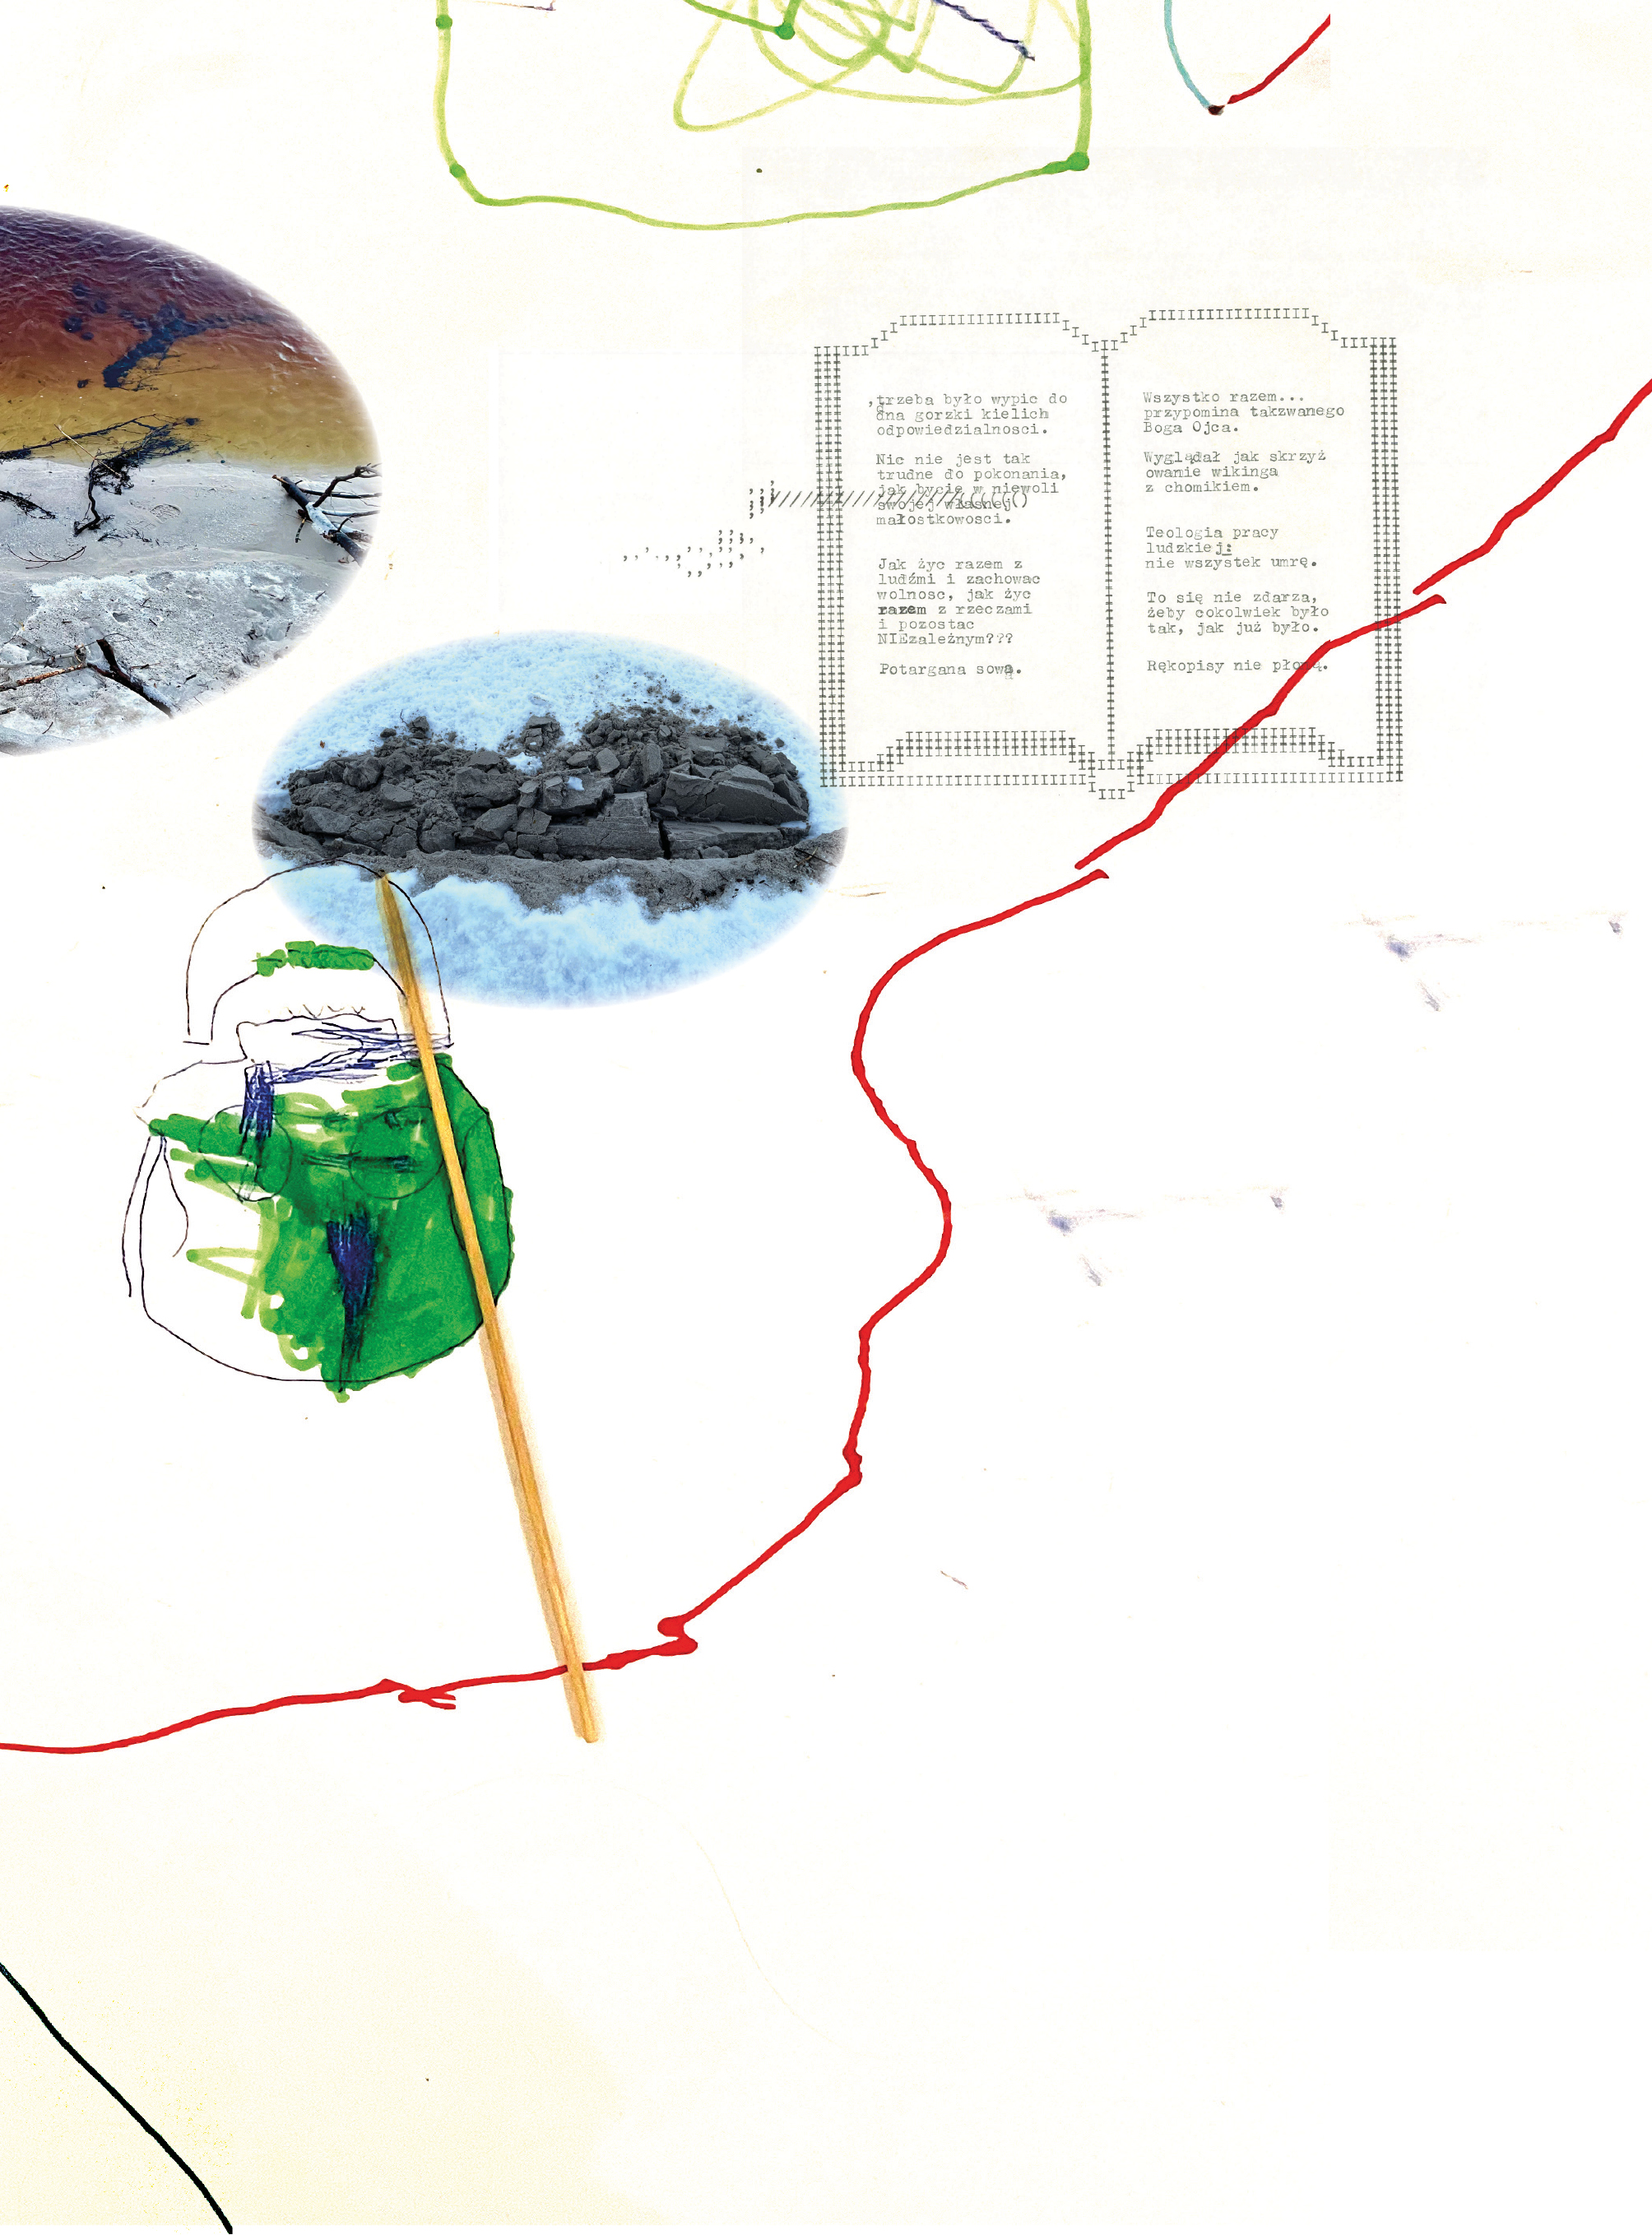 ,trzeba było wypic do
dna gorzki kielich
odpowiedzialnosci.
Nic nie jest tak
trudne do pokonania,
jak bycie w niewoli
swojej własnej
małostkowosci.
Jak życ razem z
ludźmi i zachowac
wolnosc, jak życ
razem z rzeczami
i pozostac
NIEzależnym???
Potargana sową.
Wszystko razem...
przypomina takzwanego
Boga Ojca.
Wyglądał jak skrzyż
owanie wikinga
z chomikiem.
Teologia pracy
ludzkiej:
nie wszystek umrę.
To się nie zdarza,
żeby cokolwiek było
tak, jak już było.
Rękopisy nie płoną.